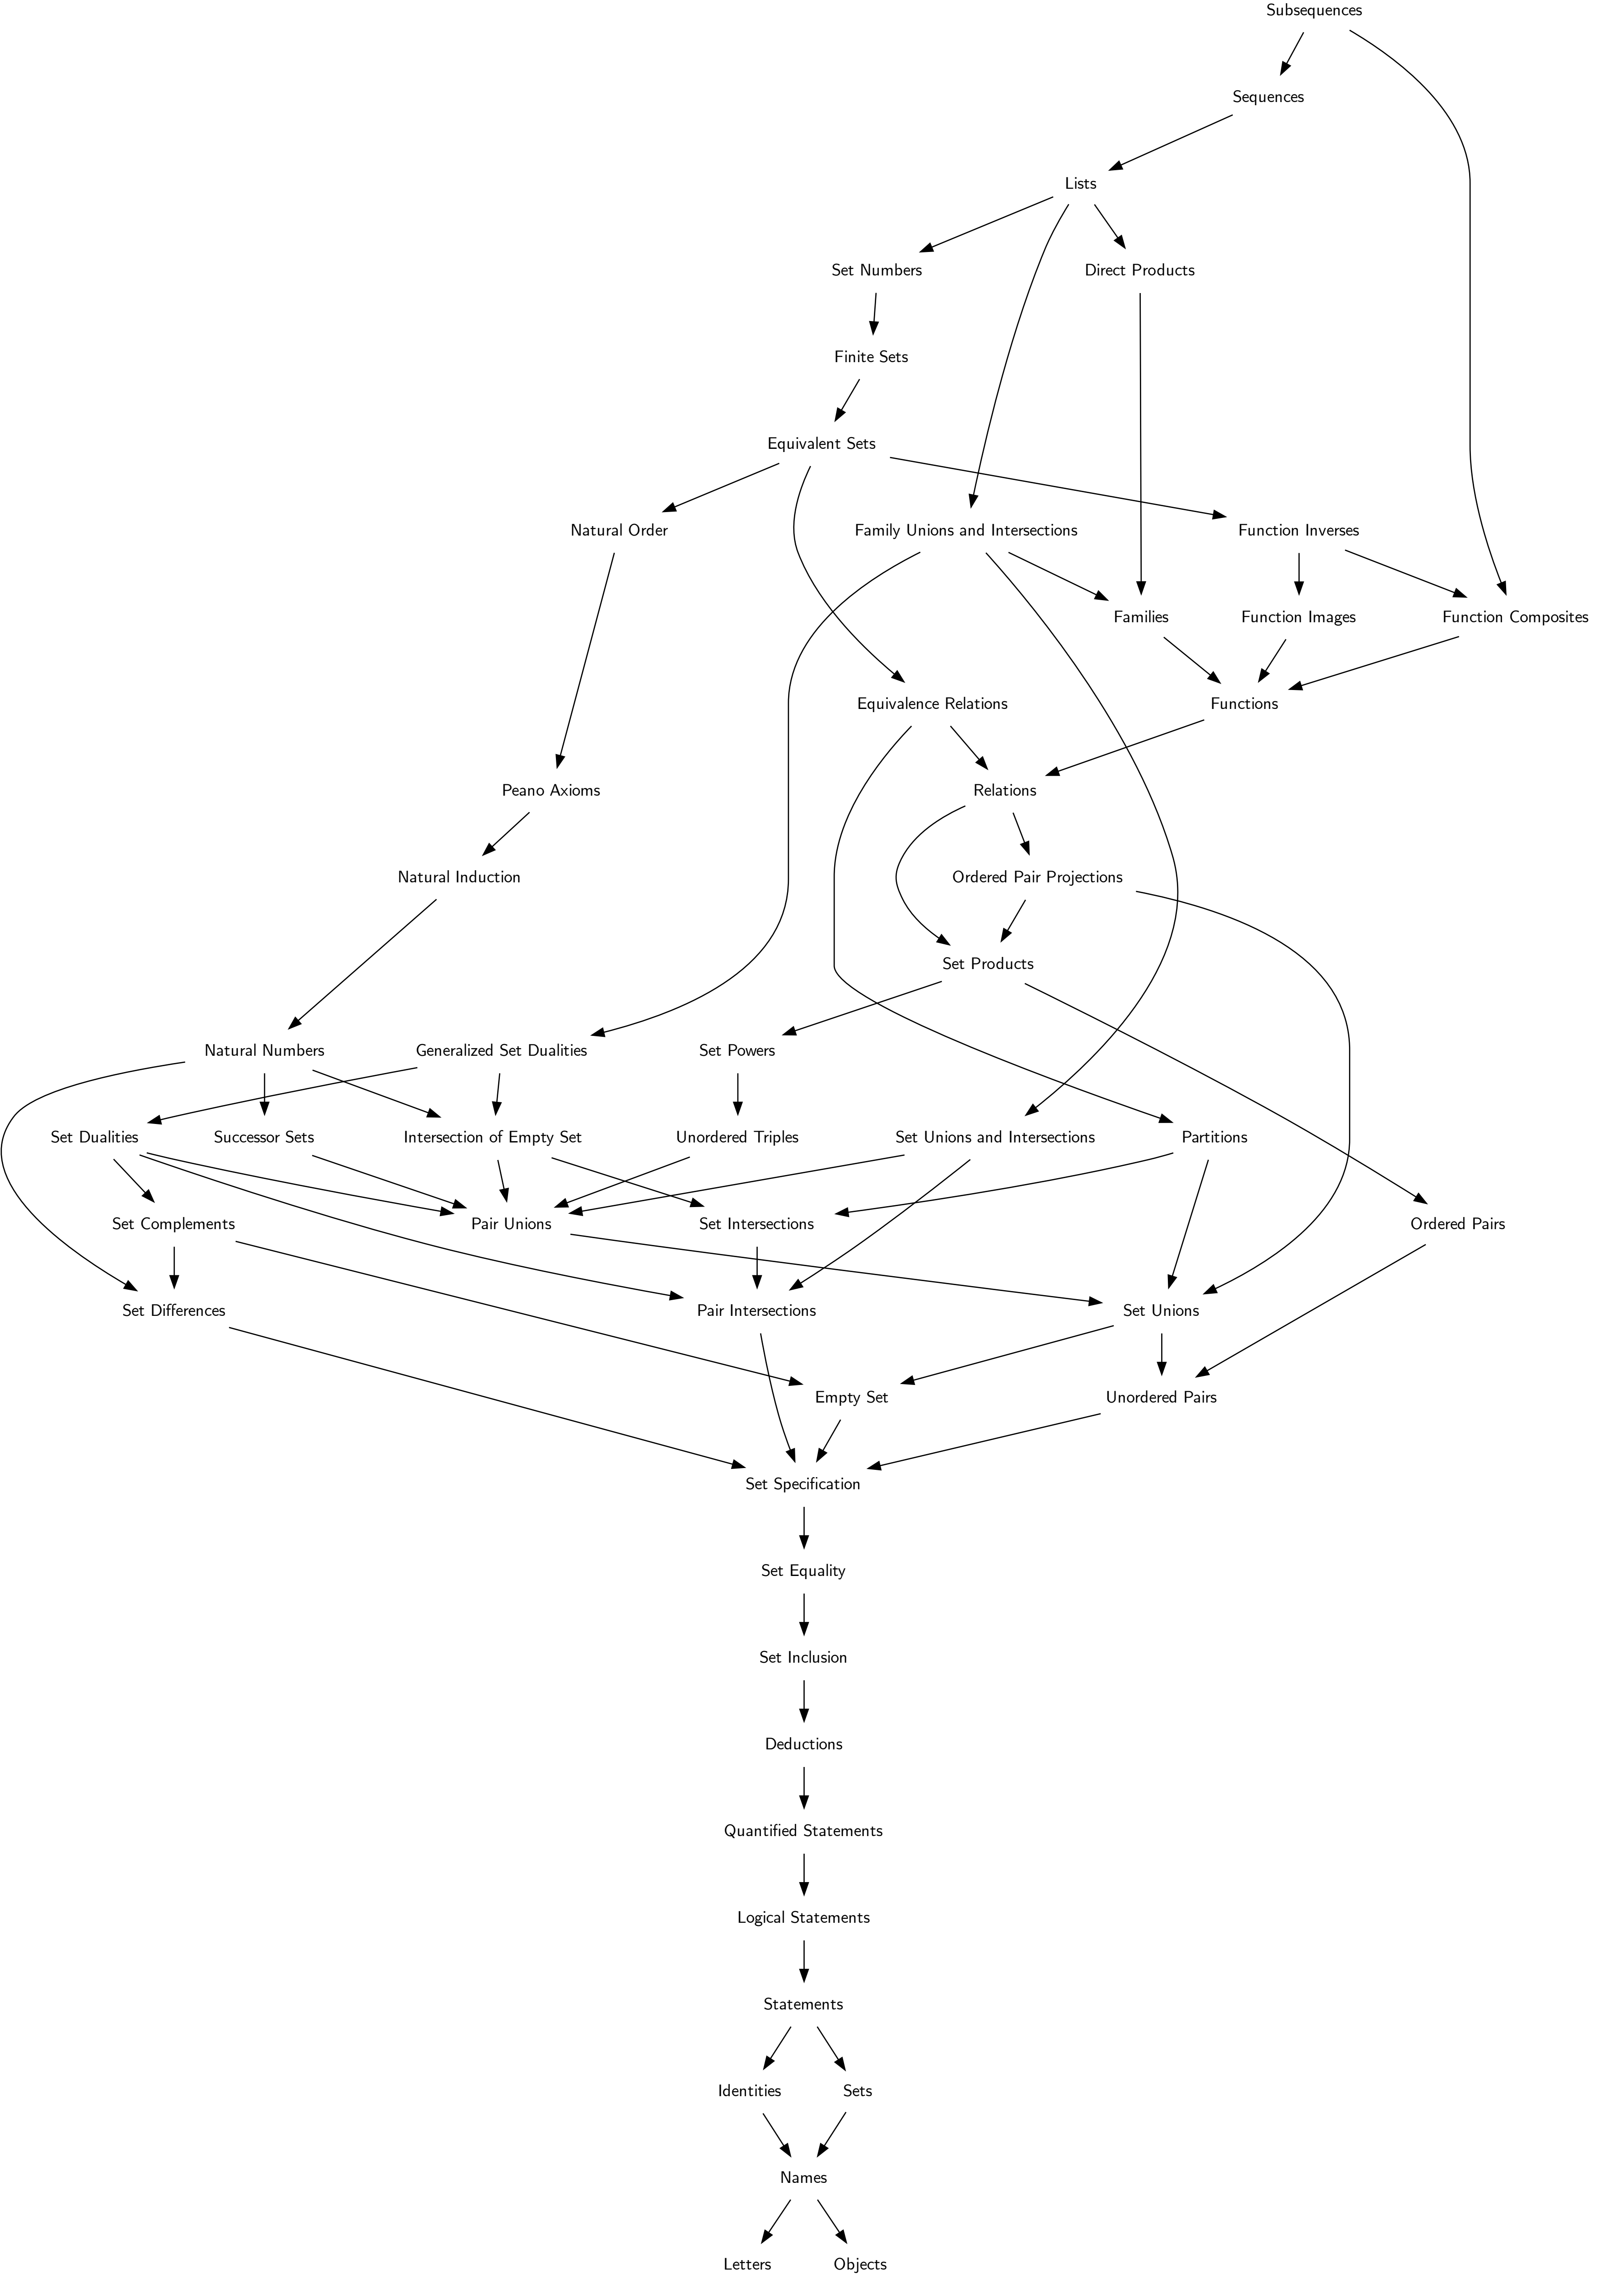 Subsequences
Sequences
Lists
Set Numbers
Direct Products
Finite Sets
Equivalent Sets
Natural Order
Family Unions and Intersections
Function Inverses
Families
Function Images
Function Composites
Equivalence Relations
Functions
Peano Axioms
Relations
Natural Induction
Ordered Pair Projections
Set Products
Natural Numbers
Generalized Set Dualities
Set Powers
Set Dualities
Successor Sets
Intersection of Empty Set
Unordered Triples
Set Unions and Intersections
Partitions
Set Complements
Pair Unions
Set Intersections
Ordered Pairs
Set Differences
Pair Intersections
Set Unions
Empty Set
Unordered Pairs
Set Specification
Set Equality
Set Inclusion
Deductions
Quantified Statements
Logical Statements
Statements
Identities
Sets
Names
Letters
Objects